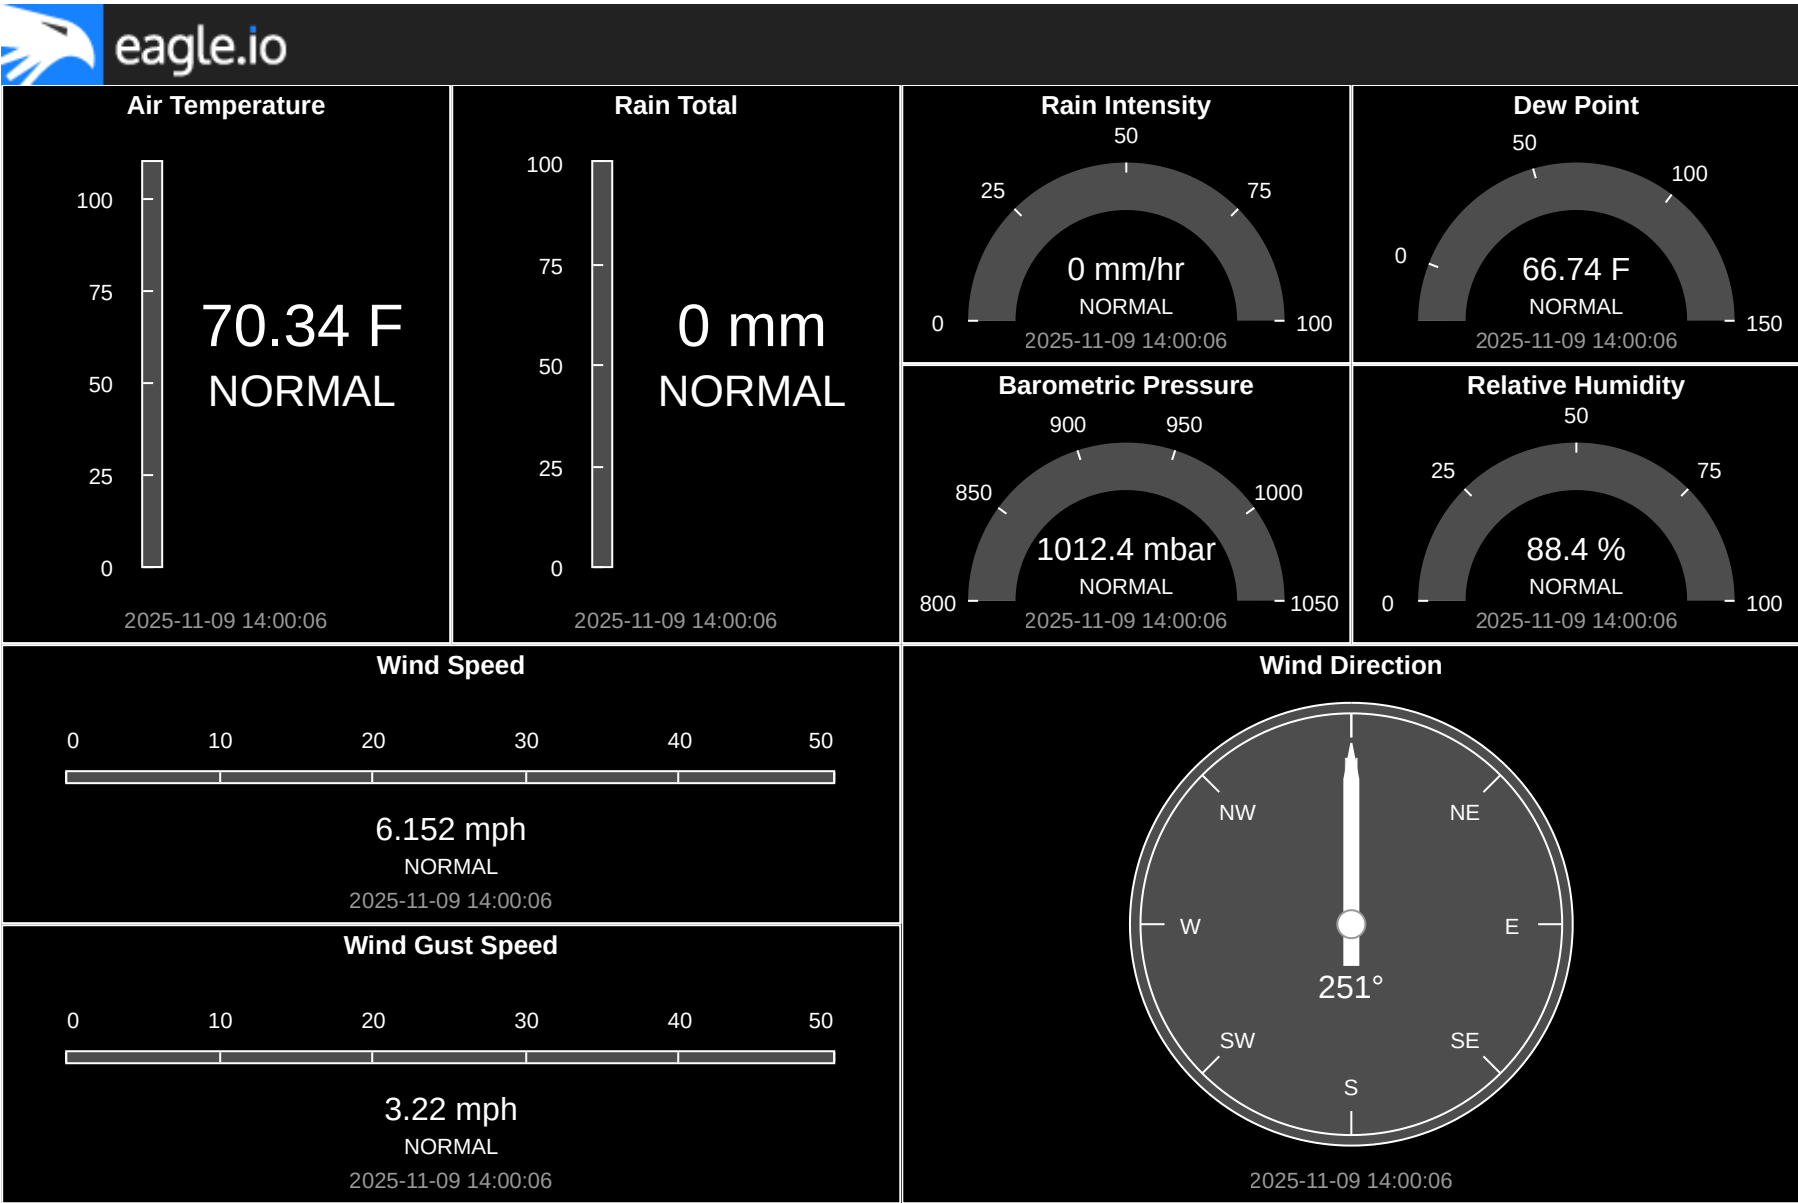 eagle.io
Air Temperature
100
75
50
25
0
70.34 F
NORMAL
2025-11-09 14:00:06
Rain Total
100
75
50
25
0
0 mm
NORMAL
2025-11-09 14:00:06
Rain Intensity
0
25
50
75
100
0 mm/hr
NORMAL
2025-11-09 14:00:06
Dew Point
0
50
100
150
66.74 F
NORMAL
2025-11-09 14:00:06
Barometric Pressure
800
850
900
950
1000
1050
1012.4 mbar
NORMAL
2025-11-09 14:00:06
Relative Humidity
0
25
50
75
100
88.4 %
NORMAL
2025-11-09 14:00:06
Wind Speed
0 10 20 30 40 50
6.152 mph
NORMAL
2025-11-09 14:00:06
Wind Gust Speed
0 10 20 30 40 50
3.22 mph
NORMAL
2025-11-09 14:00:06
Wind Direction
NW NE
W E
251°
SW SE
S
2025-11-09 14:00:06